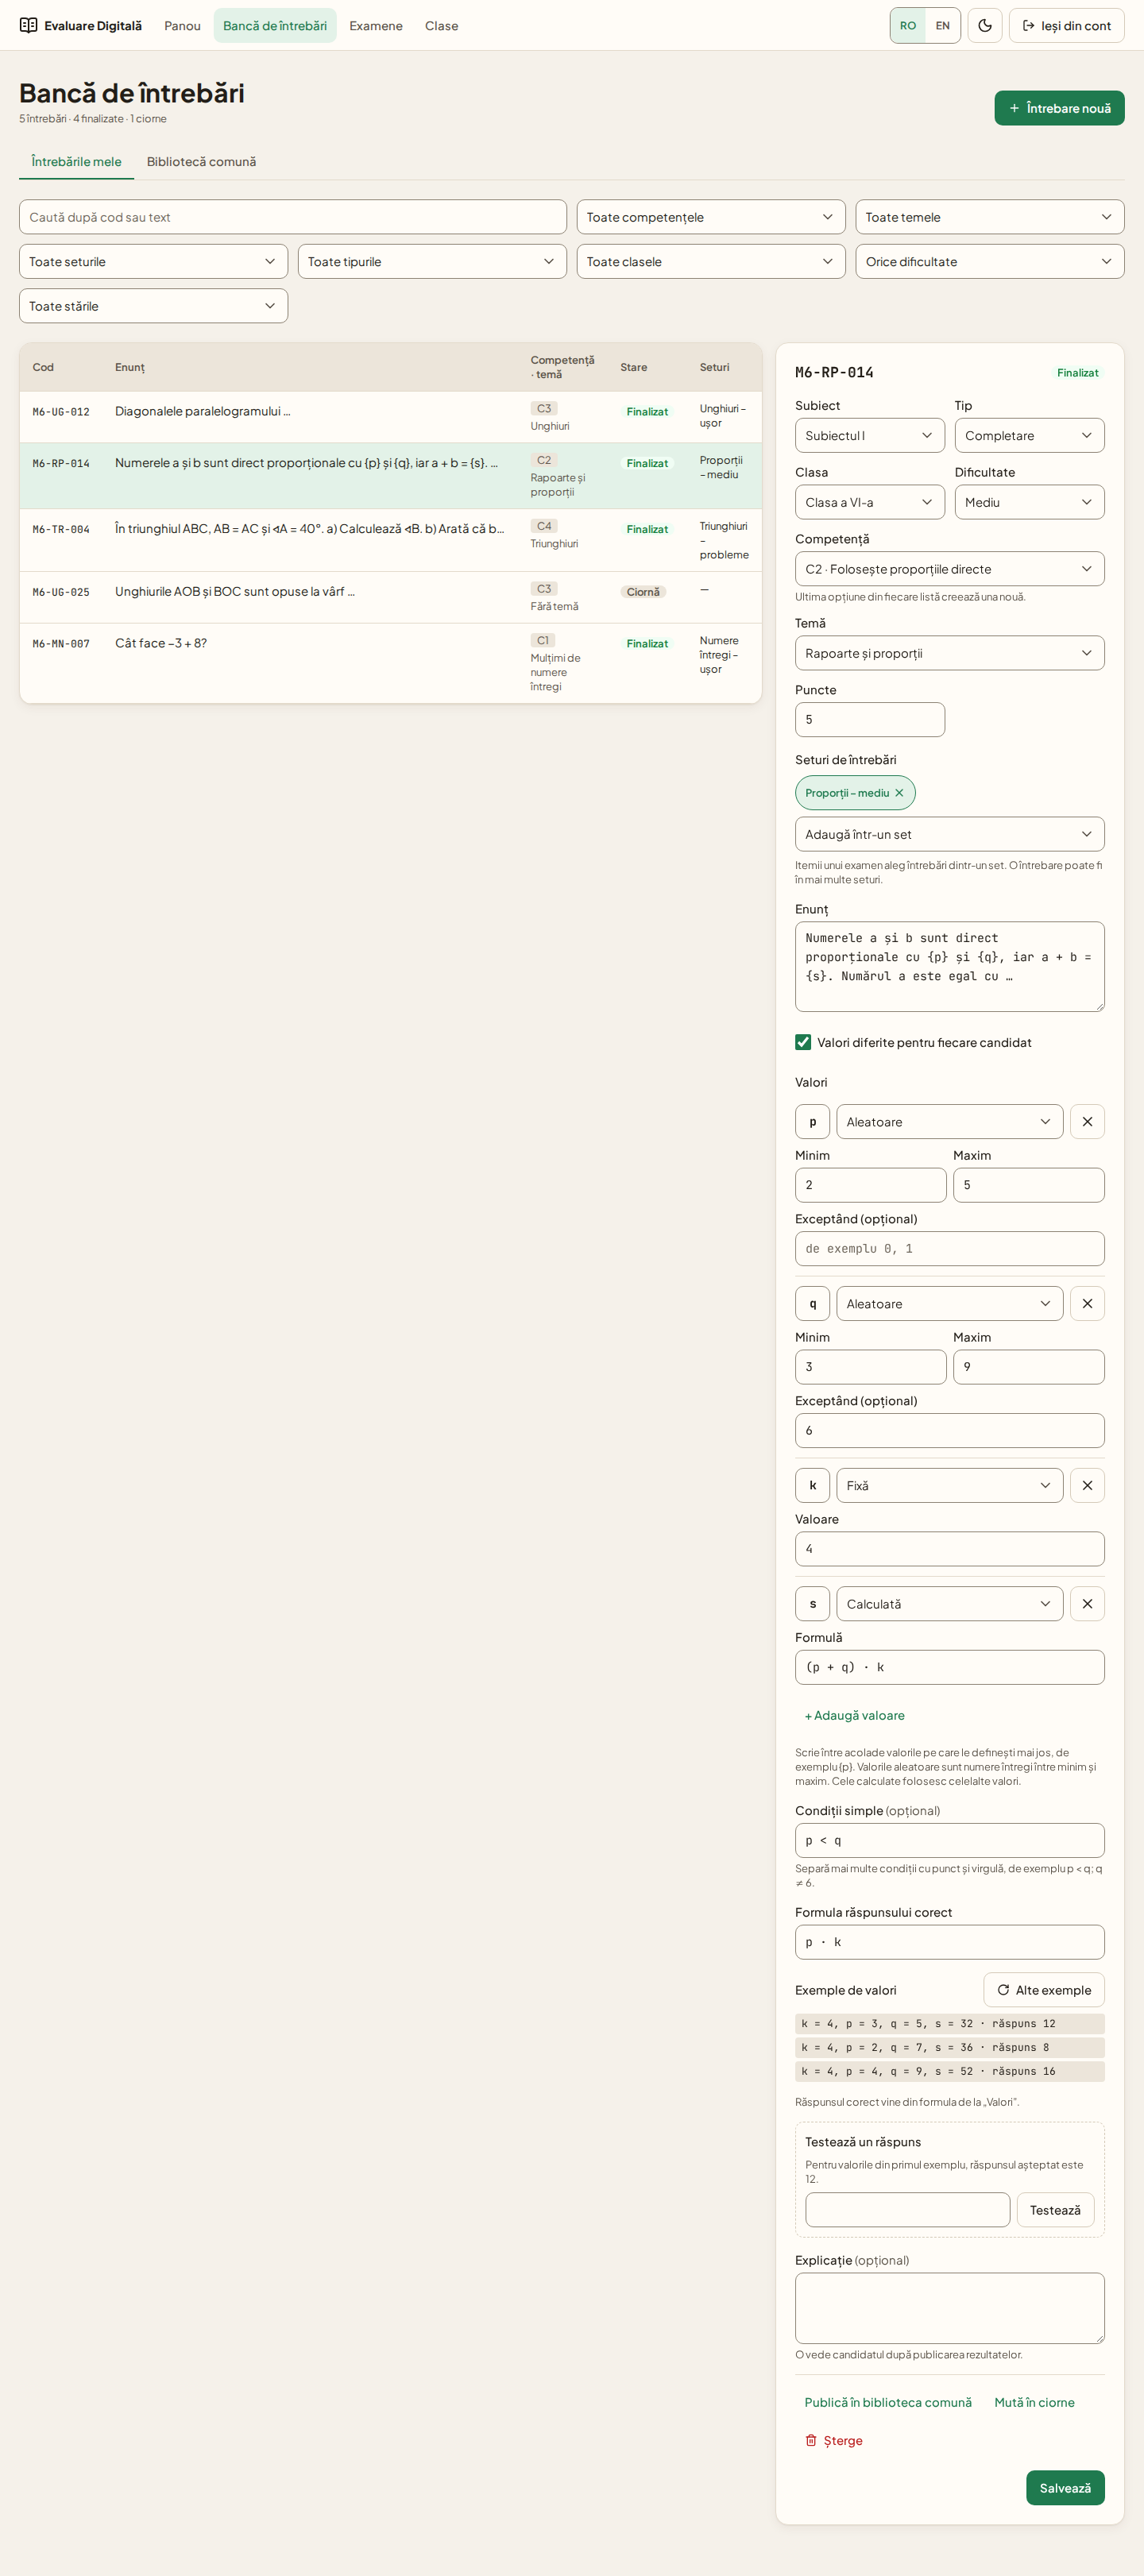 Evaluare Digitală
Panou
Bancă de întrebări
Examene
Clase
RO
EN
Ieși din cont
Bancă de întrebări
5 întrebări · 4 finalizate · 1 ciorne
Întrebare nouă
Întrebările mele
Bibliotecă comună
Caută după cod sau text
Toate competențele
Toate temele
Toate seturile
Toate tipurile
Toate clasele
Orice dificultate
Toate stările
Cod
Enunț
Competență
· temă
Stare
Seturi
M6-UG-012
Diagonalele paralelogramului …
C3
Unghiuri
Finalizat
Unghiuri –
ușor
M6-RP-014
Numerele a și b sunt direct proporționale cu {p} și {q}, iar a + b = {s}. …
C2
Rapoarte și
proporții
Finalizat
Proporții
– mediu
M6-TR-004
În triunghiul ABC, AB = AC și ∢A = 40°. a) Calculează ∢B. b) Arată că b…
C4
Triunghiuri
Finalizat
Triunghiuri
–
probleme
M6-UG-025
Unghiurile AOB și BOC sunt opuse la vârf …
C3
Fără temă
Ciornă
—
M6-MN-007
Cât face −3 + 8?
C1
Mulțimi de
numere
întregi
Finalizat
Numere
întregi –
ușor
M6-RP-014
Finalizat
Subiect
Tip
Subiectul I
Completare
Clasa
Dificultate
Clasa a VI-a
Mediu
Competență
C2 · Folosește proporțiile directe
Ultima opțiune din fiecare listă creează una nouă.
Temă
Rapoarte și proporții
Puncte
5
Seturi de întrebări
Proporții – mediu
Adaugă într-un set
Itemii unui examen aleg întrebări dintr-un set. O întrebare poate fi
în mai multe seturi.
Enunț
Numerele a și b sunt direct
proporționale cu {p} și {q}, iar a + b =
{s}. Numărul a este egal cu …
Valori diferite pentru fiecare candidat
Valori
p
Aleatoare
Minim
Maxim
2
5
Exceptând (opțional)
de exemplu 0, 1
q
Aleatoare
Minim
Maxim
3
9
Exceptând (opțional)
6
k
Fixă
Valoare
4
s
Calculată
Formulă
(p + q) · k
+ Adaugă valoare
Scrie între acolade valorile pe care le definești mai jos, de
exemplu {p}. Valorile aleatoare sunt numere întregi între minim și
maxim. Cele calculate folosesc celelalte valori.
Condiții simple (opțional)
p < q
Separă mai multe condiții cu punct și virgulă, de exemplu p < q; q
≠ 6.
Formula răspunsului corect
p · k
Exemple de valori
Alte exemple
k = 4, p = 3, q = 5, s = 32 · răspuns 12
k = 4, p = 2, q = 7, s = 36 · răspuns 8
k = 4, p = 4, q = 9, s = 52 · răspuns 16
Răspunsul corect vine din formula de la „Valori”.
Testează un răspuns
Pentru valorile din primul exemplu, răspunsul așteptat este
12.
Testează
Explicație (opțional)
O vede candidatul după publicarea rezultatelor.
Publică în biblioteca comună
Mută în ciorne
Șterge
Salvează